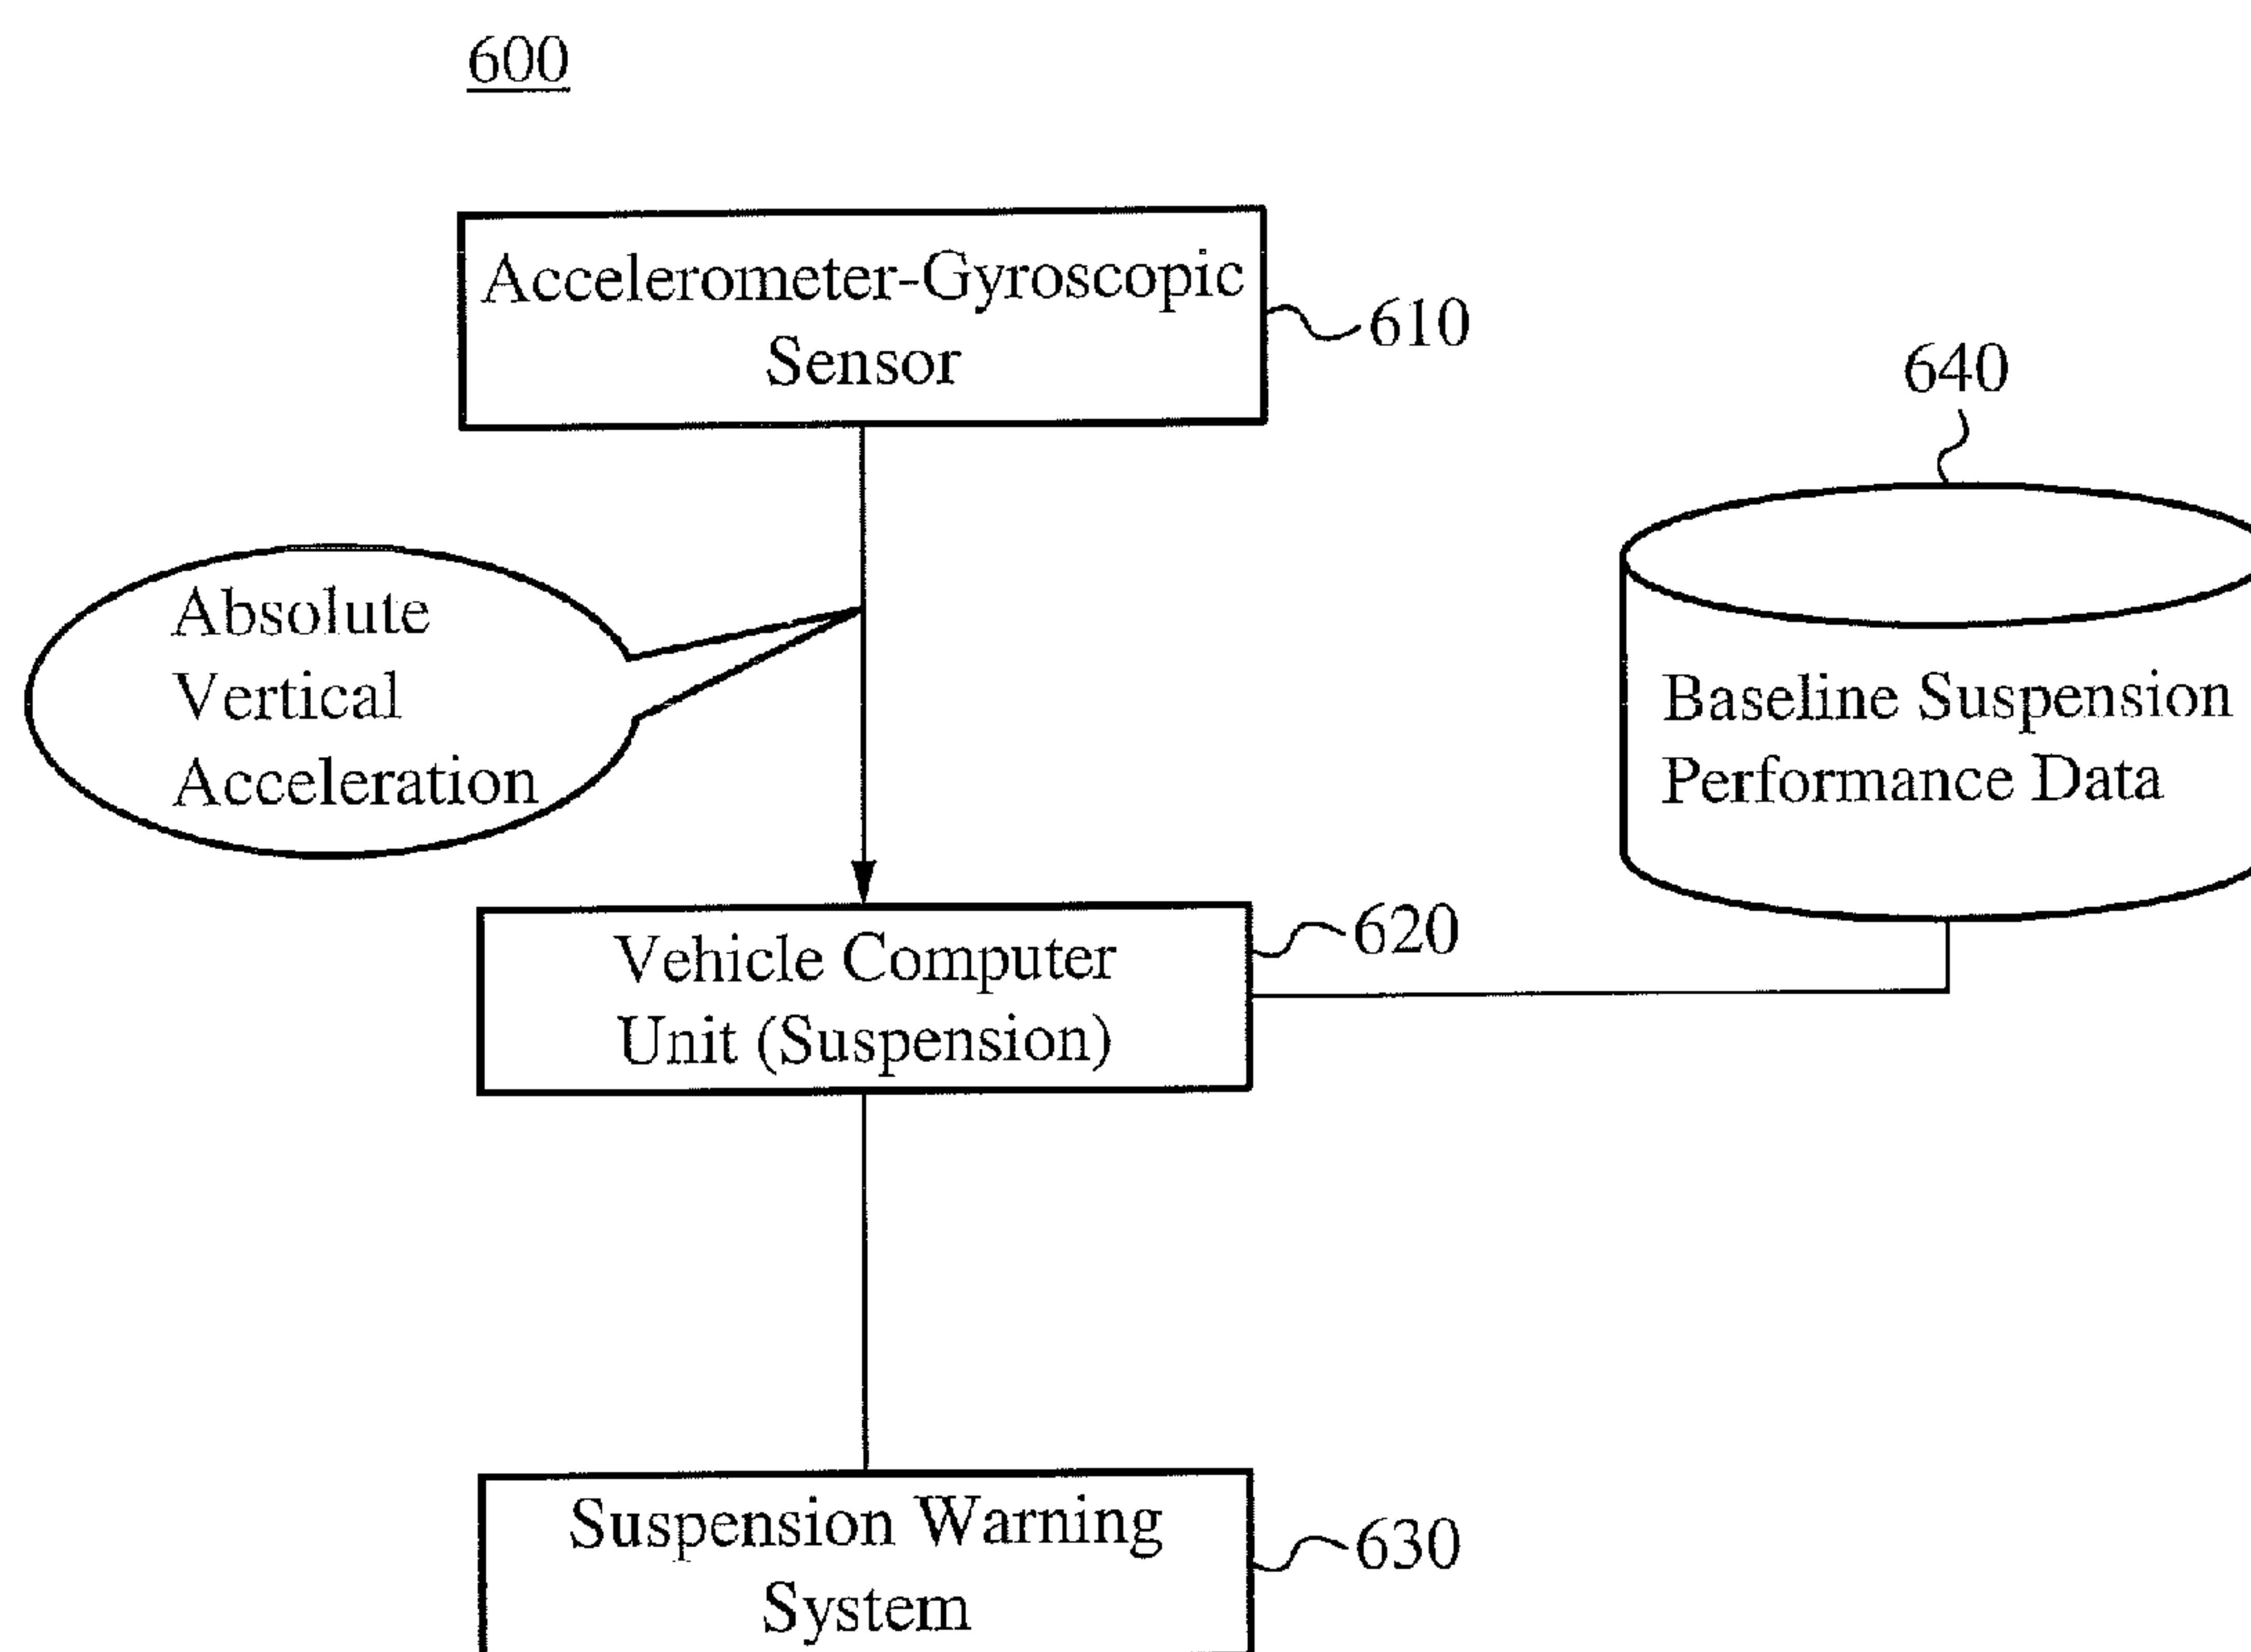 600
Accelerometer-Gyroscopic
Sensor
610
640
Absolute
Vertical
Acceleration
Baseline Suspension
Performance Data
620
Vehicle Computer
Unit (Suspension)
Suspension Warning
System
630